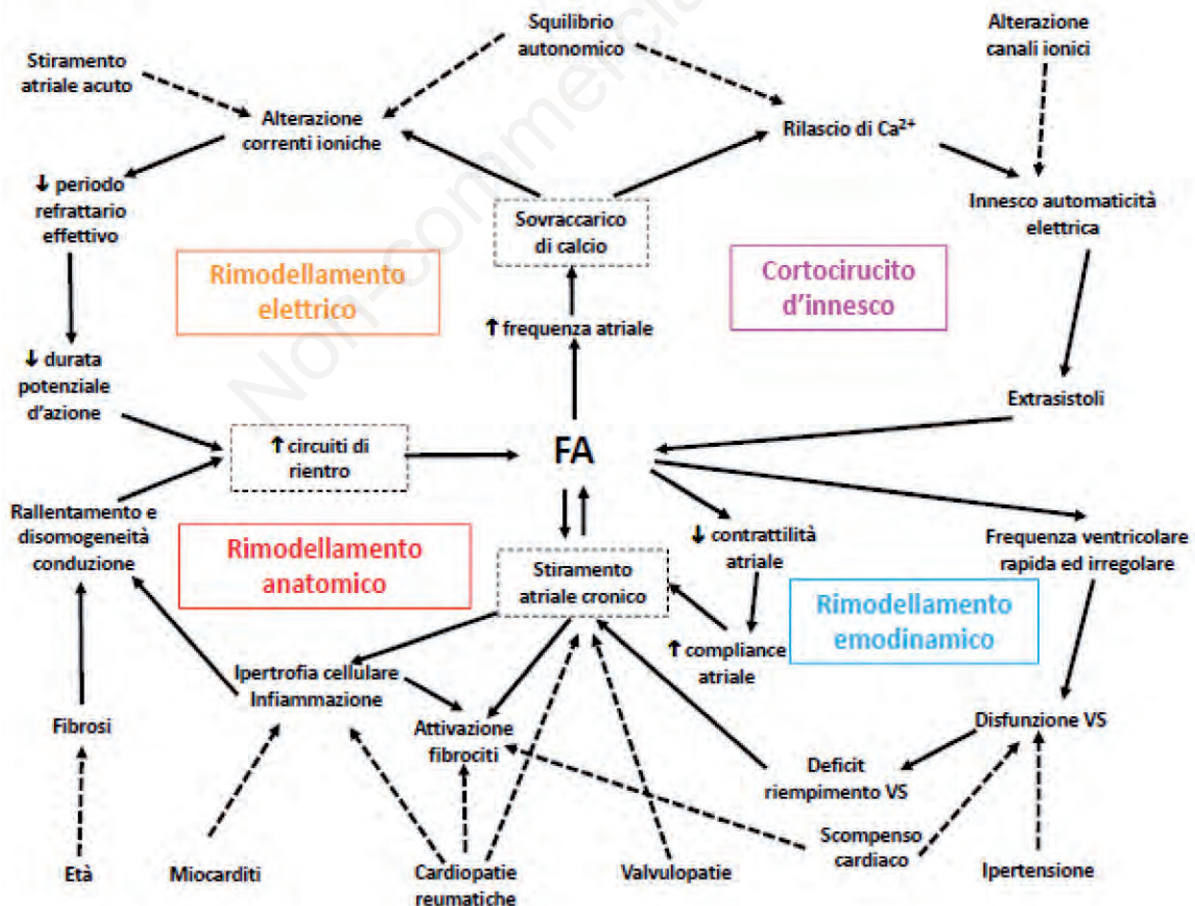 Squilibrio
autonomico
Alterazione
canali ionici
Stiramento
atriale acuto
Alterazione
correnti ioniche
Rilascio di Ca²⁺
↓ periodo
refrattario
effettivo
Sovraccarico
di calcio
Innesco automaticità
elettrica
Rimodellamento
elettrico
Cortocirucito
d'innesco
↑ frequenza atriale
↓ durata
potenziale
d'azione
Extrasistoli
↑ circuiti di
rientro
FA
Rallentamento e
disomogeneità
conduzione
Rimodellamento
anatomico
↓ contrattilità
atriale
Frequenza ventricolare
rapida ed irregolare
Stiramento
atriale cronico
Rimodellamento
emodinamico
↑ compliance
atriale
Ipertrofia cellulare
Infiammazione
Fibrosi
Attivazione
fibrociti
Disfunzione VS
Deficit
riempimento VS
Scompenso
cardiaco
Età
Miocarditi
Cardiopatie
reumatiche
Valvulopatie
Ipertensione
Non-commercia